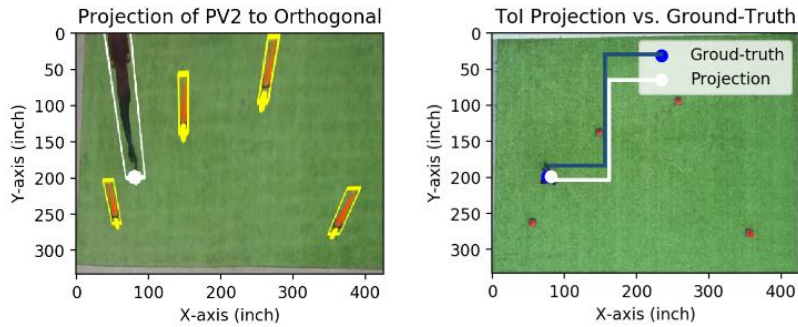 Projection of PV2 to Orthogonal
0
50
100
150
200
250
300
Y-axis (inch)
0 100 200 300 400
X-axis (inch)
ToI Projection vs. Ground-Truth
Groud-truth
Projection
0
50
100
150
200
250
300
Y-axis (inch)
0 100 200 300 400
X-axis (inch)